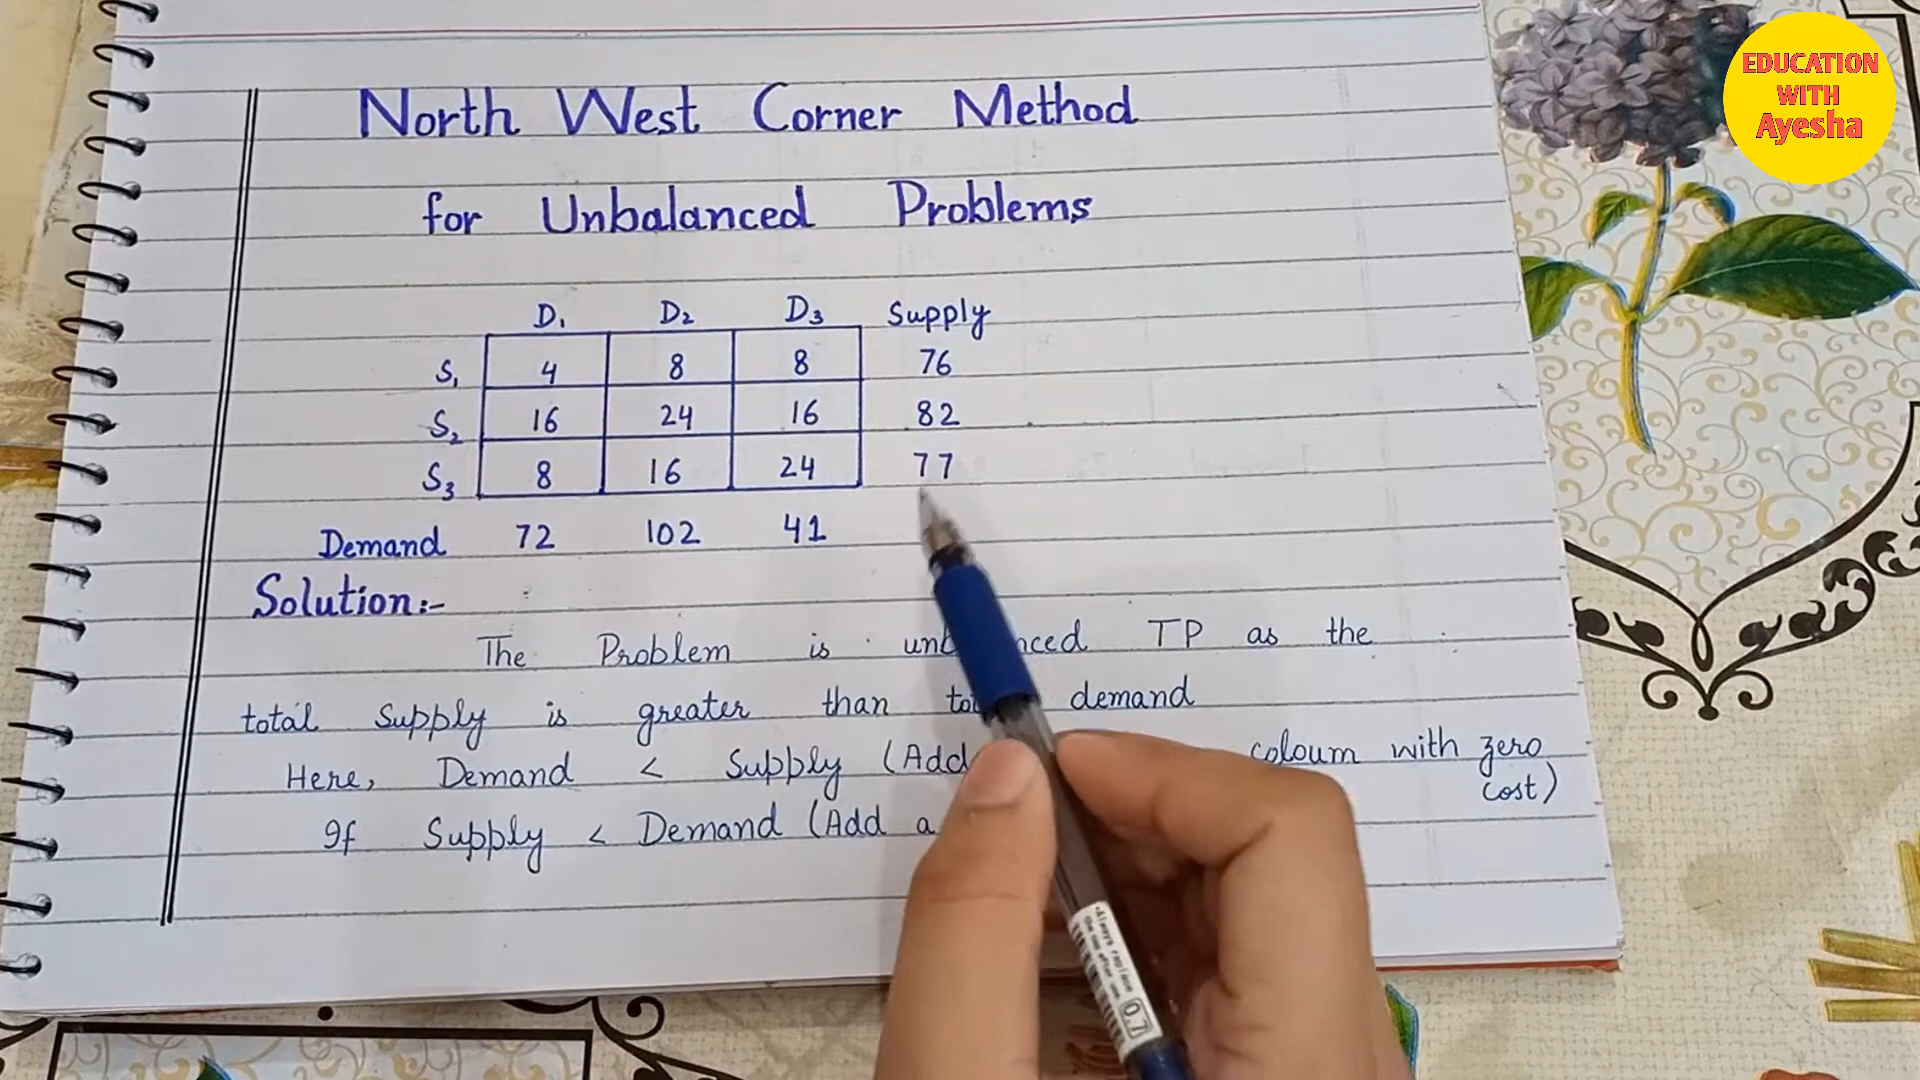 EDUCATION
WITH
Ayesha
North West Corner Method
for Unbalanced Problems
D₁ D₂ D₃ Supply
S₁ 4 8 8 76
S₂ 16 24 16 82
S₃ 8 16 24 77
Demand 72 102 41
Solution:-
The Problem is TP as the
total Supply is greater than demand
Here, Demand < Supply (Add coloum with zero
cost)
If Supply < Demand (Add a
0.7